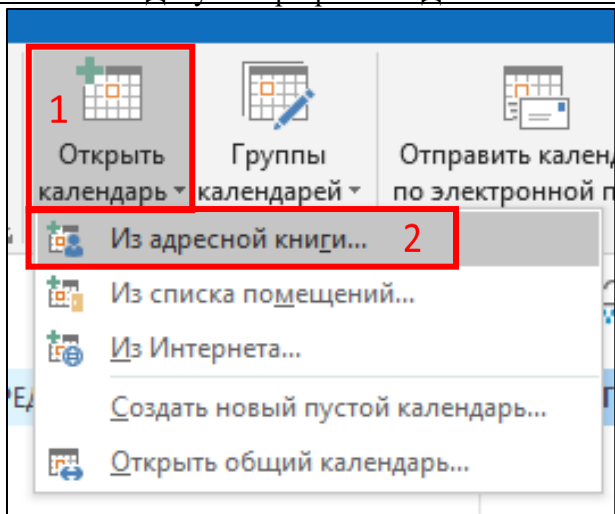 1
Открыть календарь
Группы календарей
Отправить
по электронной
Из адресной книги... 2
Из списка помещений...
Из Интернета...
Создать новый пустой календарь...
Открыть общий календарь...